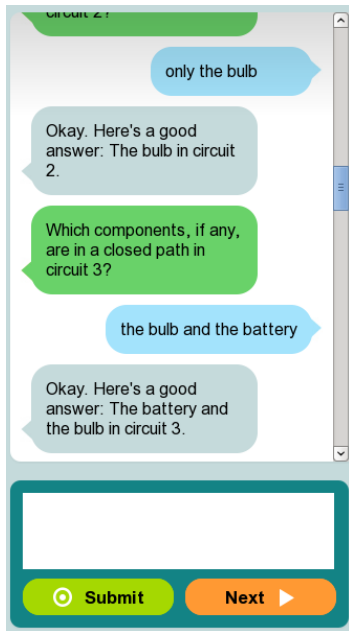 circuit 2?
only the bulb
Okay. Here's a good
answer: The bulb in circuit
2.
Which components, if any,
are in a closed path in
circuit 3?
the bulb and the battery
Okay. Here's a good
answer: The battery and
the bulb in circuit 3.
Submit
Next